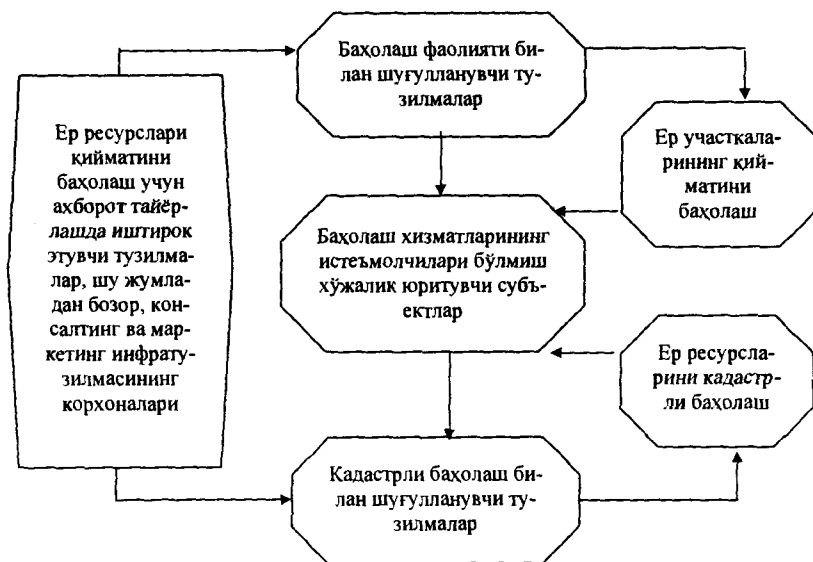 Баҳолаш фаолияти би-
лан шуғулланувчи ту-
зилмалар
Ер ресурслари
қийматини
баҳолаш учун
ахборот тайёр-
лашда иштирок
этувчи тузилма-
лар, шу жумла-
дан бозор, кон-
салтинг ва мар-
кетинг инфрату-
зилмасининг
корхоналари
Ер участкала-
рининг қий-
матини
баҳолаш
Баҳолаш хизматларининг
истеъмолчилари бўлмиш
хўжалик юритувчи субъ-
ектлар
Ер ресурсла-
рини кадастр-
ли баҳолаш
Кадастрли баҳолаш би-
лан шуғулланувчи ту-
зилмалар